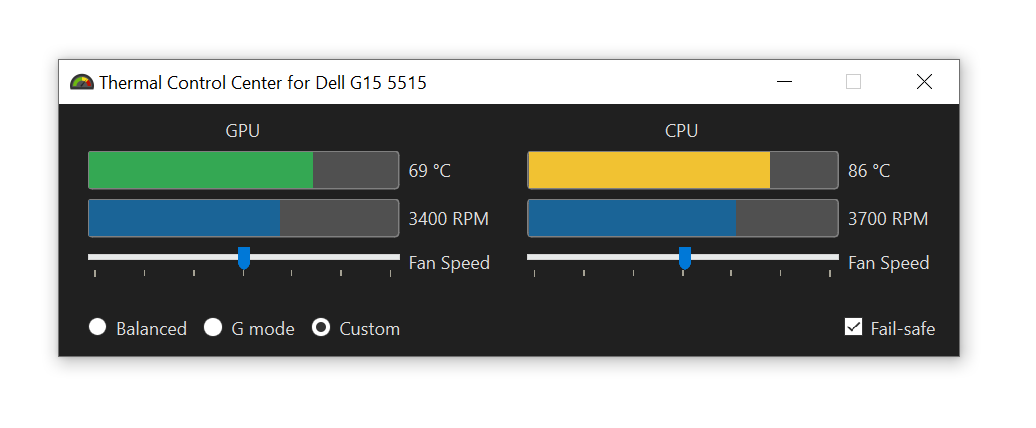 Thermal Control Center for Dell G15 5515
GPU
69 °C
3400 RPM
Fan Speed
CPU
86 °C
3700 RPM
Fan Speed
Balanced
G mode
Custom
Fail-safe